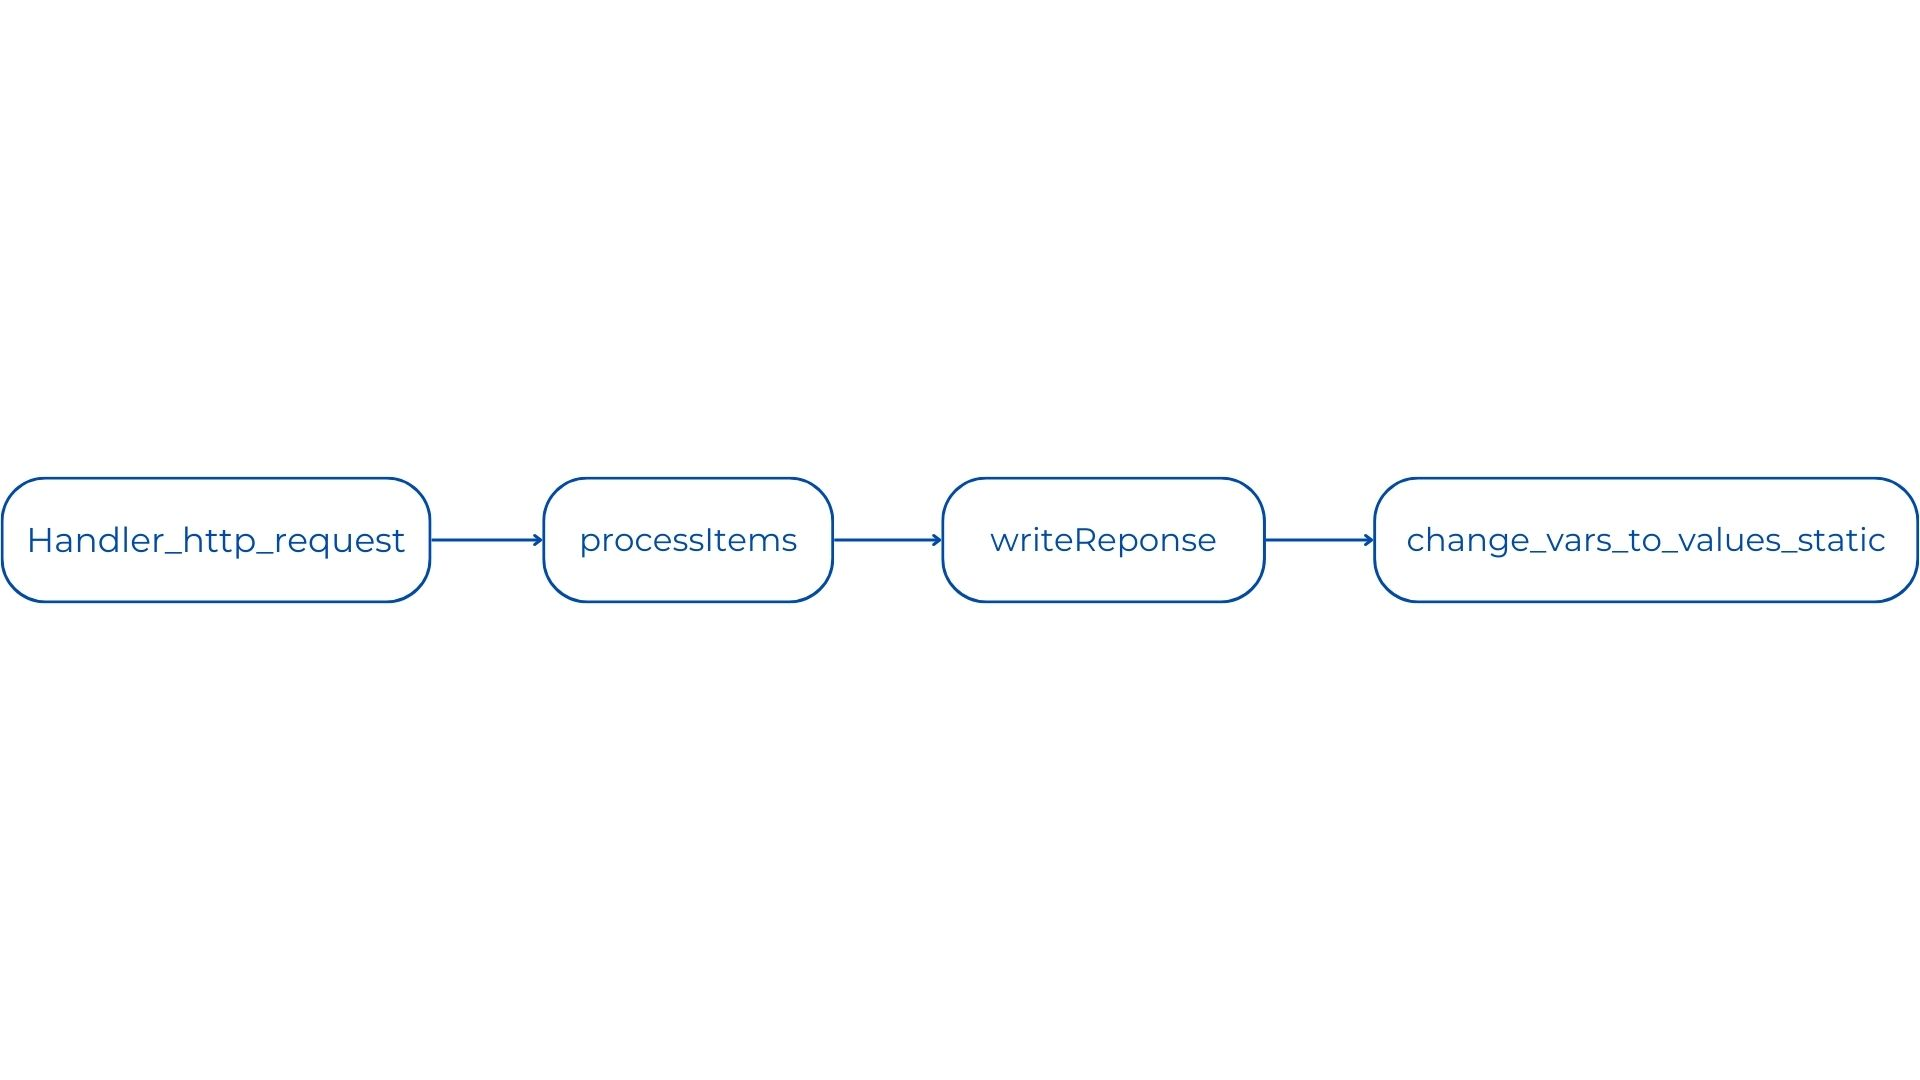 Handler_http_request
processItems
writeReponse
change_vars_to_values_static